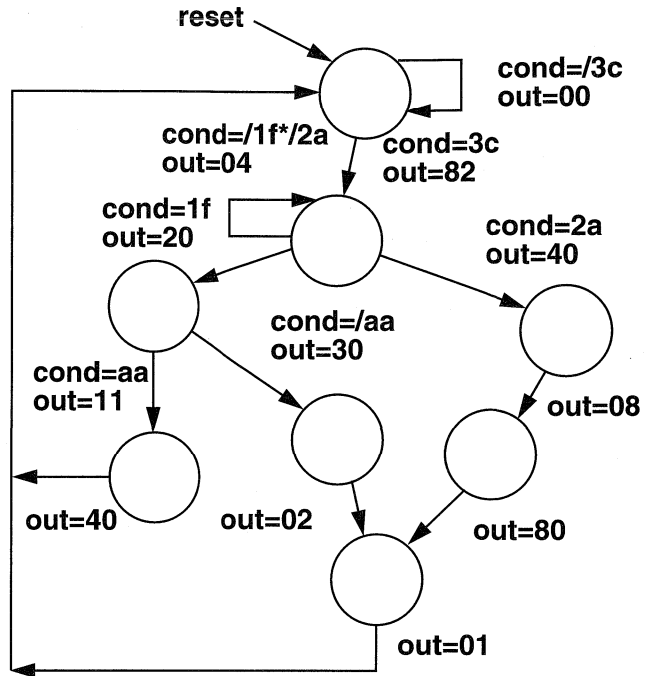 reset
cond=/3c
out=00
cond=/1f*/2a
out=04
cond=3c
out=82
cond=1f
out=20
cond=2a
out=40
cond=/aa
out=30
cond=aa
out=11
out=08
out=40
out=02
out=80
out=01